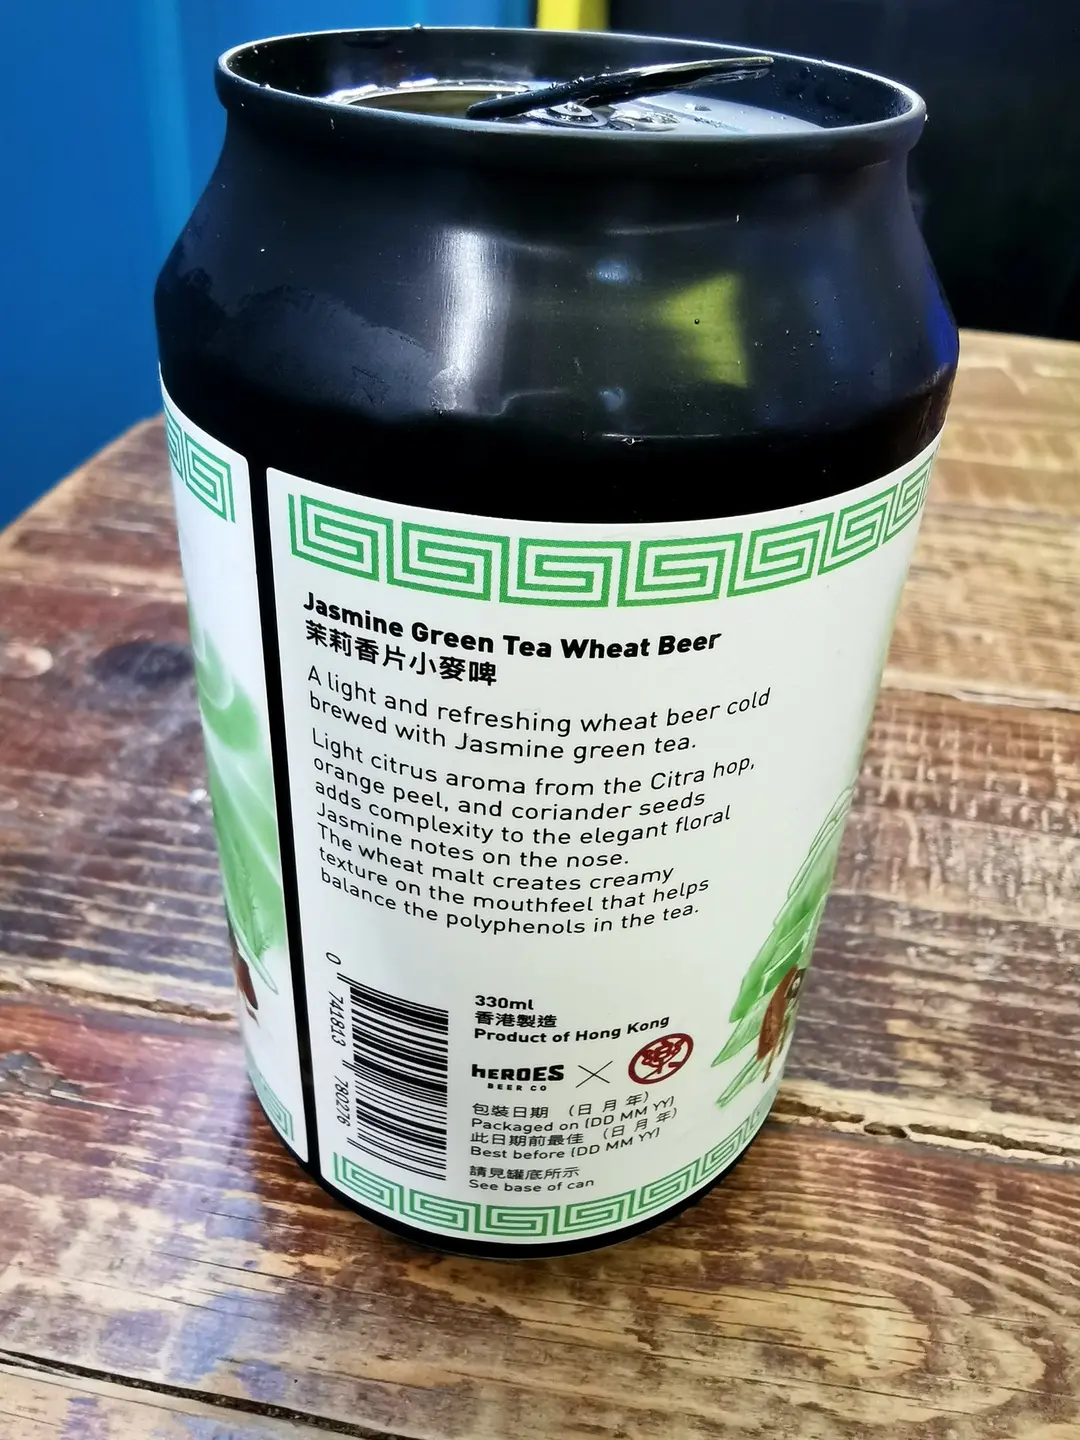 Jasmine Green Tea Wheat Beer
茉莉香片小麥啤
A light and refreshing wheat beer cold
brewed with Jasmine green tea.
Light citrus aroma from the Citra hop,
orange peel, and coriander seeds
adds complexity to the elegant floral
Jasmine notes on the nose.
The wheat malt creates creamy
texture on the mouthfeel that helps
balance the polyphenols in the tea.
0 741813 780276
330ml
香港製造
Product of Hong Kong
HEROES
BEER CO
包裝日期 (日 月 年)
Packaged on (DD MM YY)
此日期前最佳 (日 月 年)
Best before (DD MM YY)
請見罐底所示
See base of can